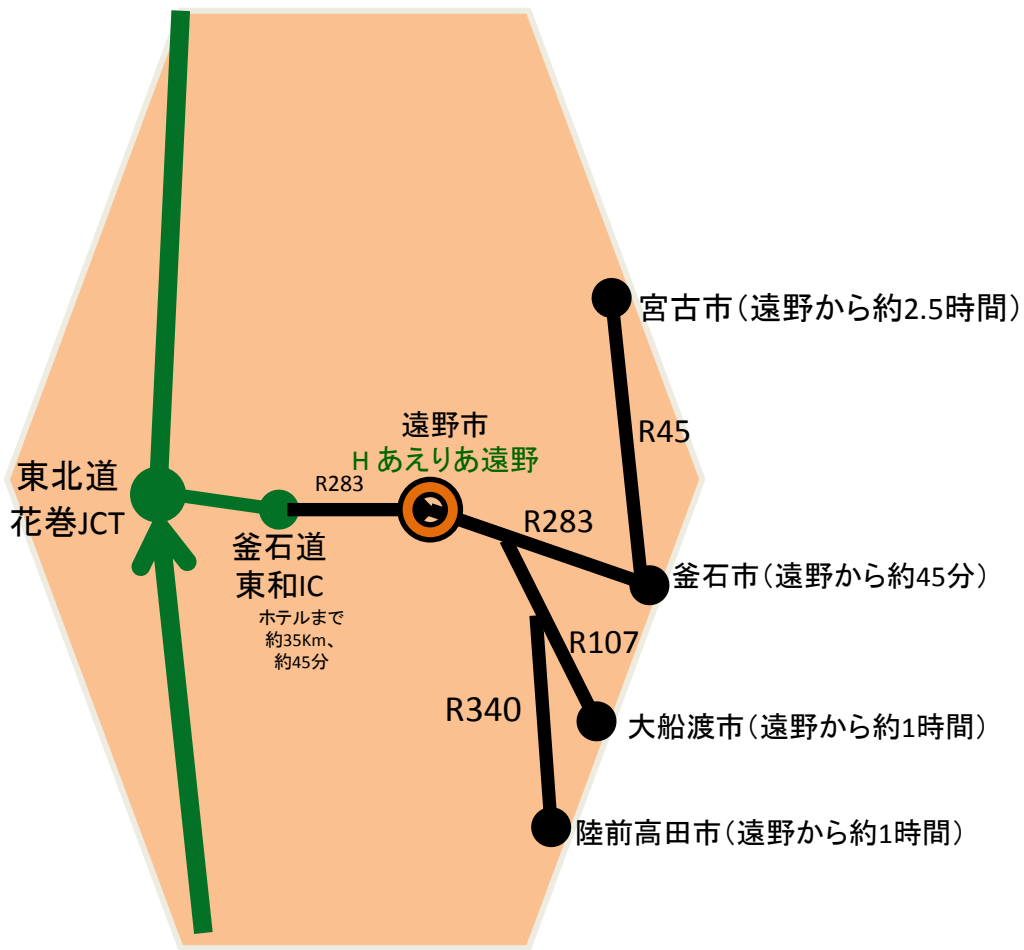 宮古市（遠野から約2.5時間）
R45
遠野市
H あえりあ遠野
東北道
花巻JCT
R283
R283
釜石道
東和IC
ホテルまで
約35Km、
約45分
釜石市（遠野から約45分）
R107
R340
大船渡市（遠野から約1時間）
陸前高田市（遠野から約1時間）